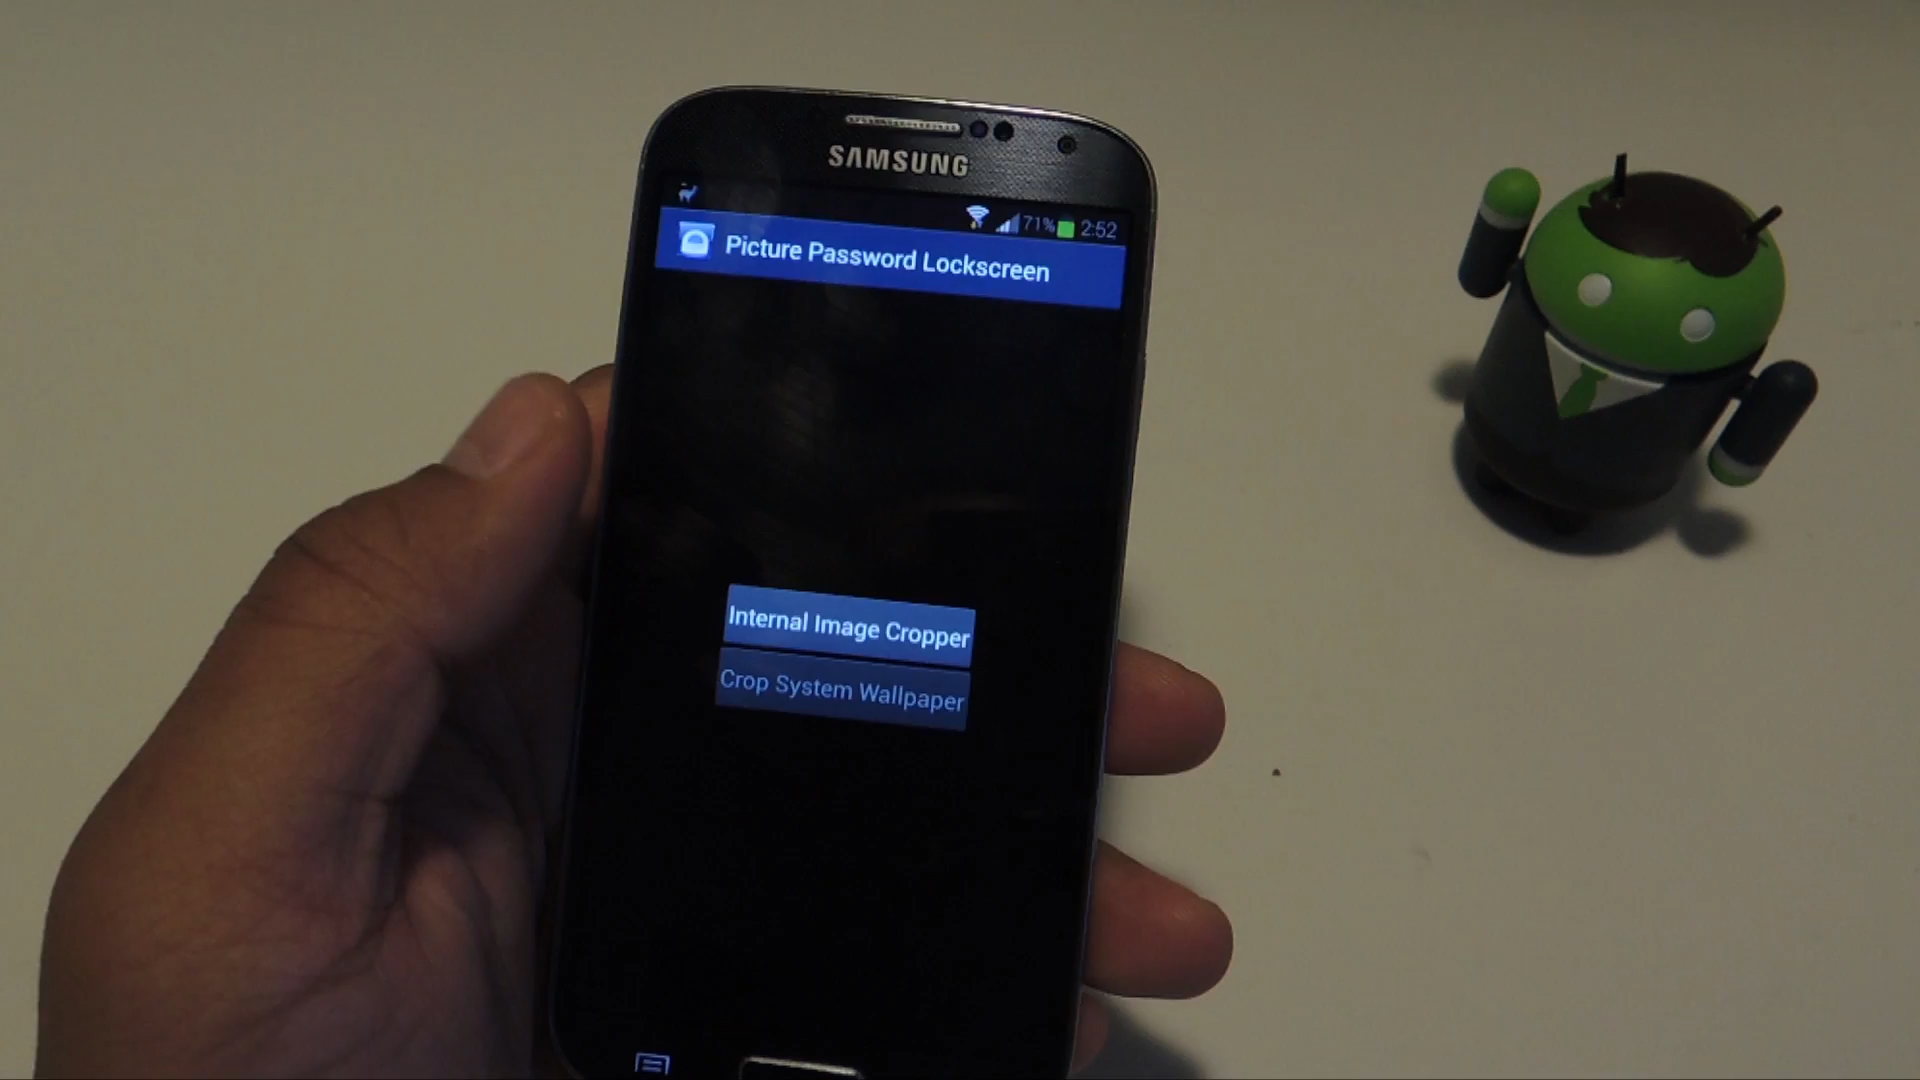 SAMSUNG
71% 2:52
Picture Password Lockscreen
Internal Image Cropper
Crop System Wallpaper